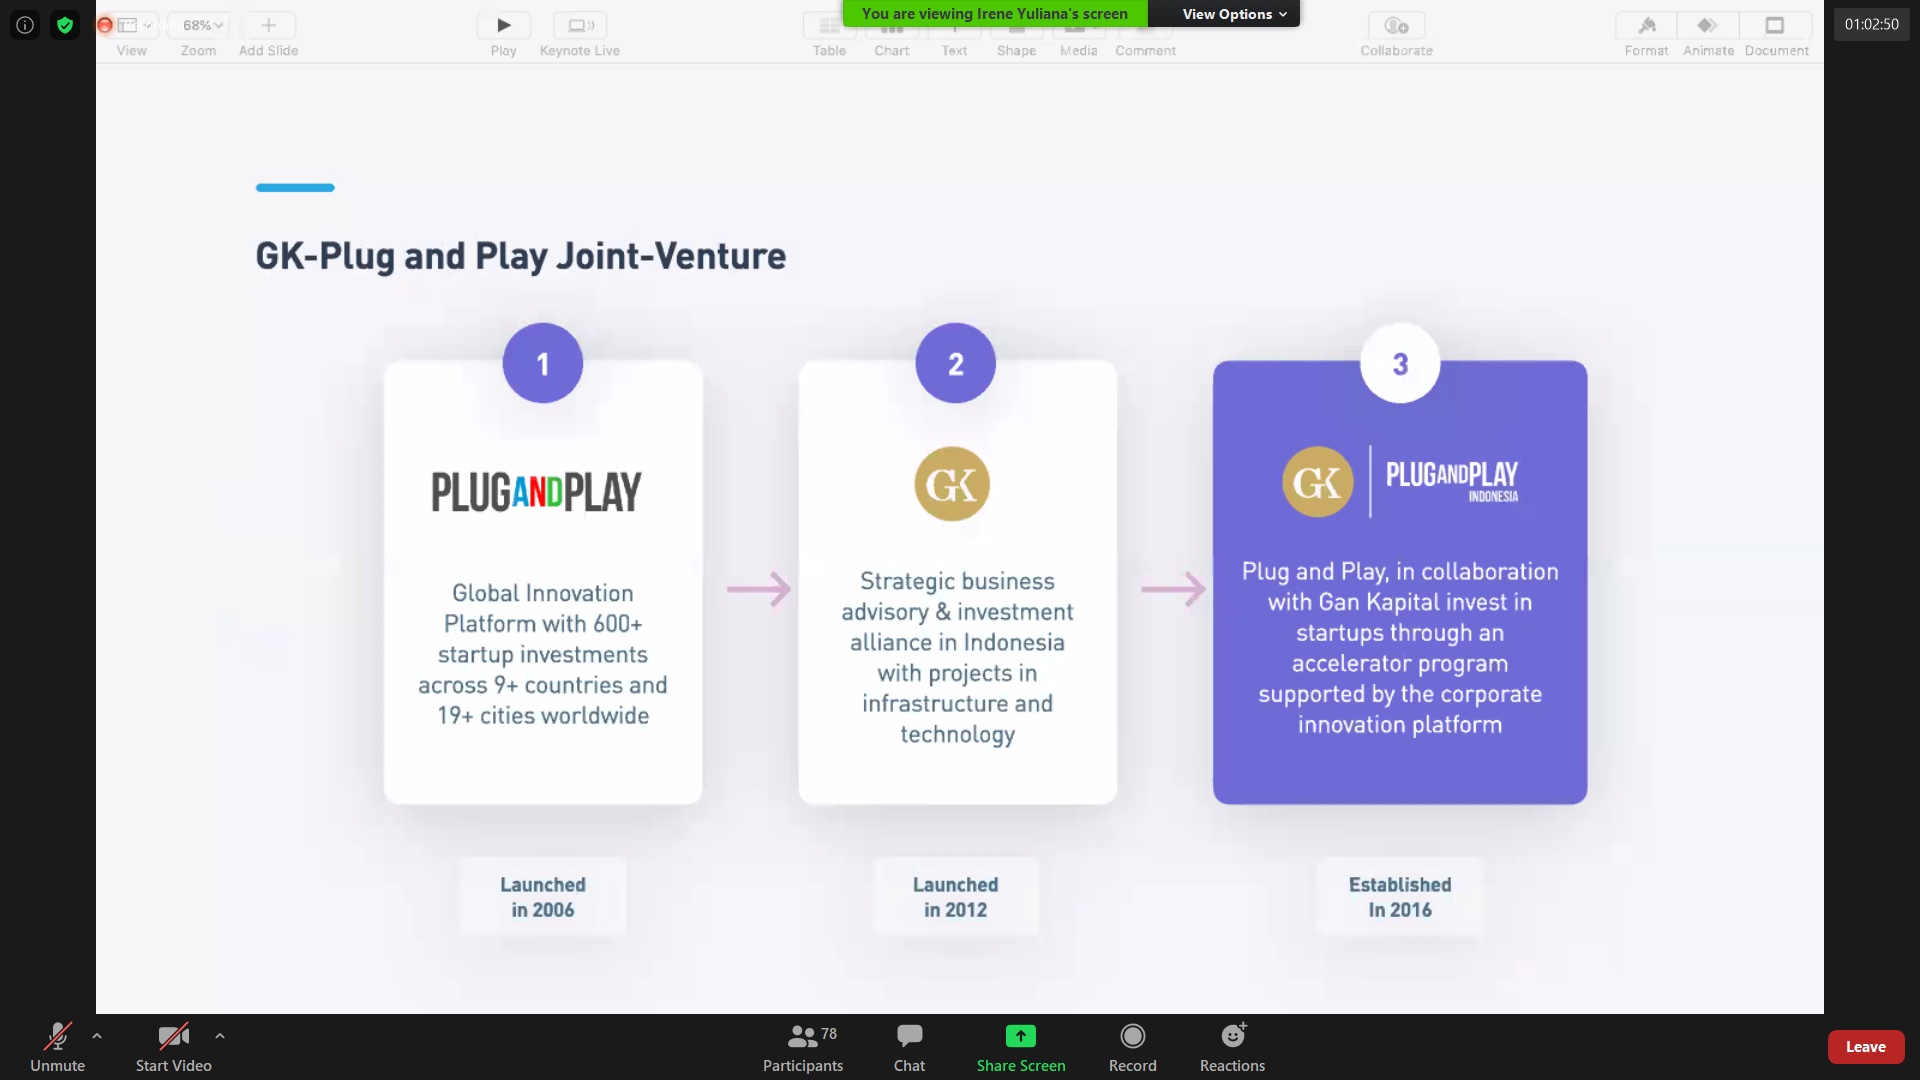 You are viewing Irene Yuliana's screen
View Options
01:02:50
68%
View
Zoom
Add Slide
Play
Keynote Live
Table
Chart
Text
Shape
Media
Comment
Collaborate
Format
Animate
Document
GK-Plug and Play Joint-Venture
1
PLUGANDPLAY
Global Innovation
Platform with 600+
startup investments
across 9+ countries and
19+ cities worldwide
Launched
in 2006
2
GK
Strategic business
advisory & investment
alliance in Indonesia
with projects in
infrastructure and
technology
Launched
in 2012
3
GK
PLUGANDPLAY
INDONESIA
Plug and Play, in collaboration
with Gan Kapital invest in
startups through an
accelerator program
supported by the corporate
innovation platform
Established
In 2016
Unmute
Start Video
78
Participants
Chat
Share Screen
Record
Reactions
Leave